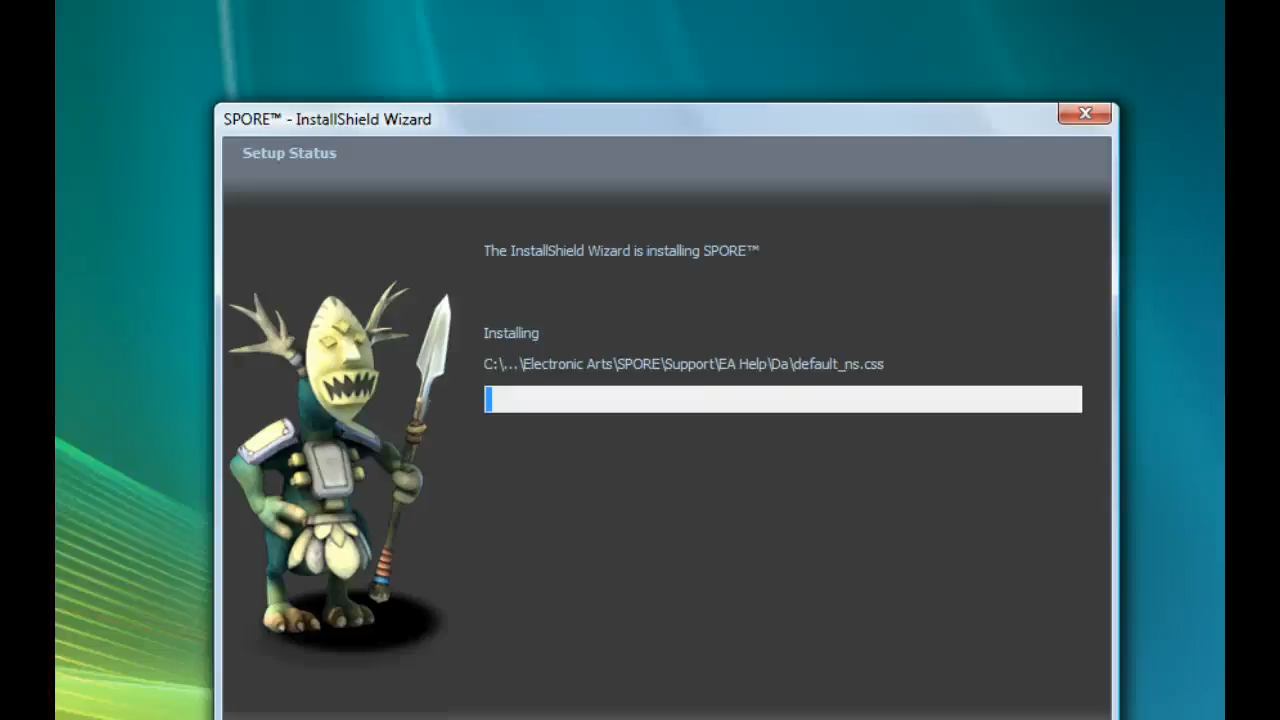 SPORE™ - InstallShield Wizard
Setup Status
The InstallShield Wizard is installing SPORE™
Installing
C:\...\Electronic Arts\SPORE\Support\EA Help\Da\default_ns.css